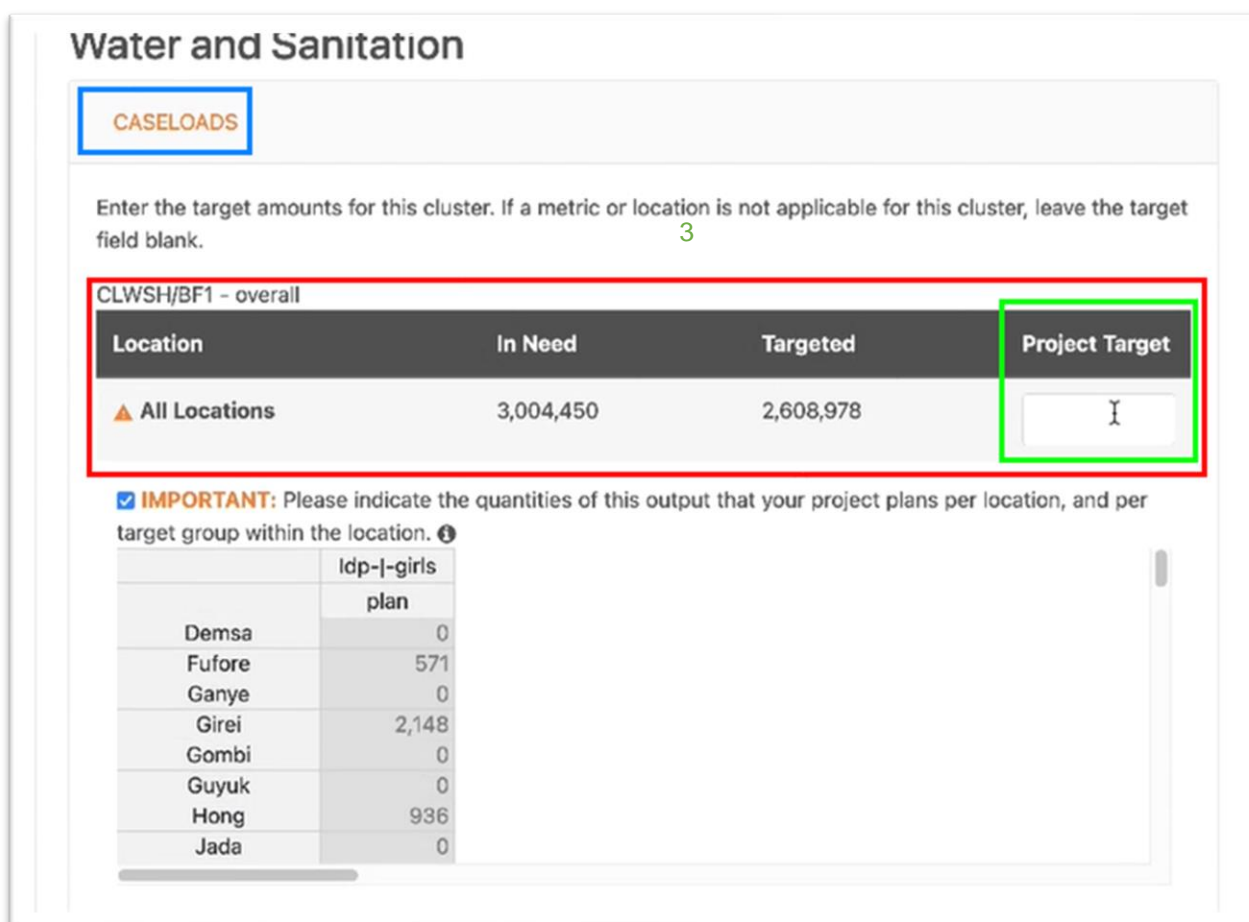 Water and Sanitation
CASELOADS
Enter the target amounts for this cluster. If a metric or location is not applicable for this cluster, leave the target
field blank.
3
CLWSH/BF1 - overall
Location In Need Targeted Project Target
All Locations 3,004,450 2,608,978
IMPORTANT: Please indicate the quantities of this output that your project plans per location, and per
target group within the location.
Idp-|-girls
plan
Demsa 0
Fufore 571
Ganye 0
Girei 2,148
Gombi 0
Guyuk 0
Hong 936
Jada 0